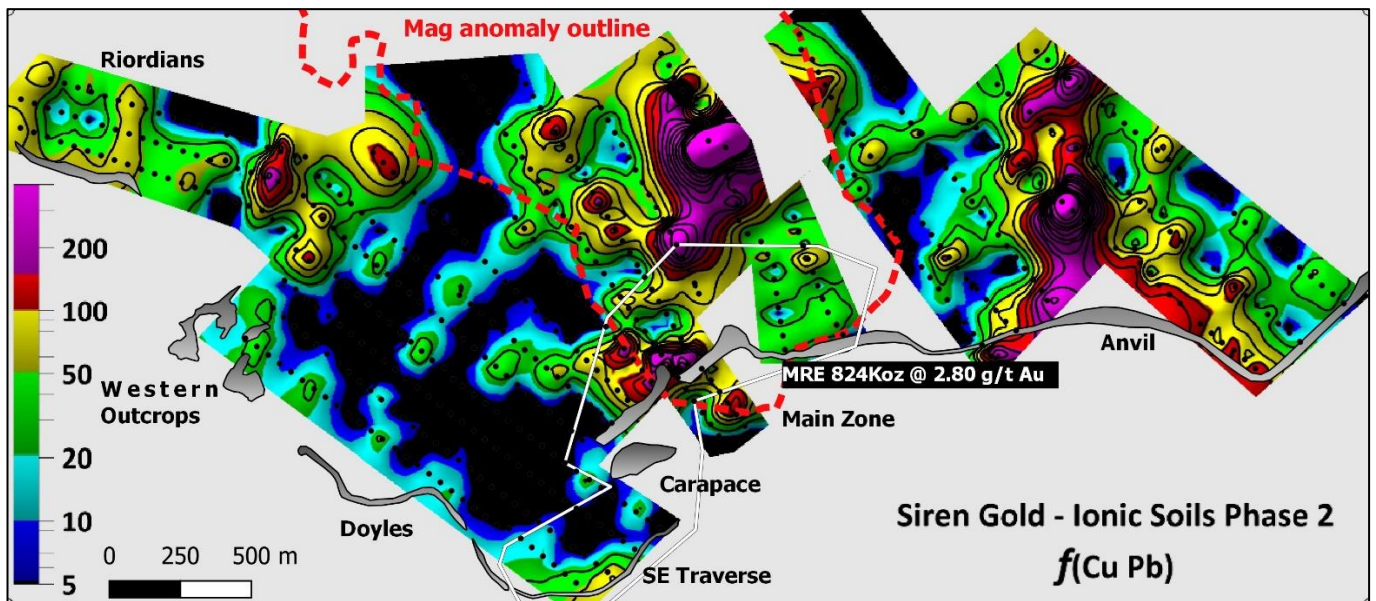 Mag anomaly outline
Riordians
200
100
50
20
10
5
Western
Outcrops
Anvil
MRE 824Koz @ 2.80 g/t Au
Main Zone
Carapace
Doyles
SE Traverse
0 250 500 m
Siren Gold - Ionic Soils Phase 2
f(Cu Pb)